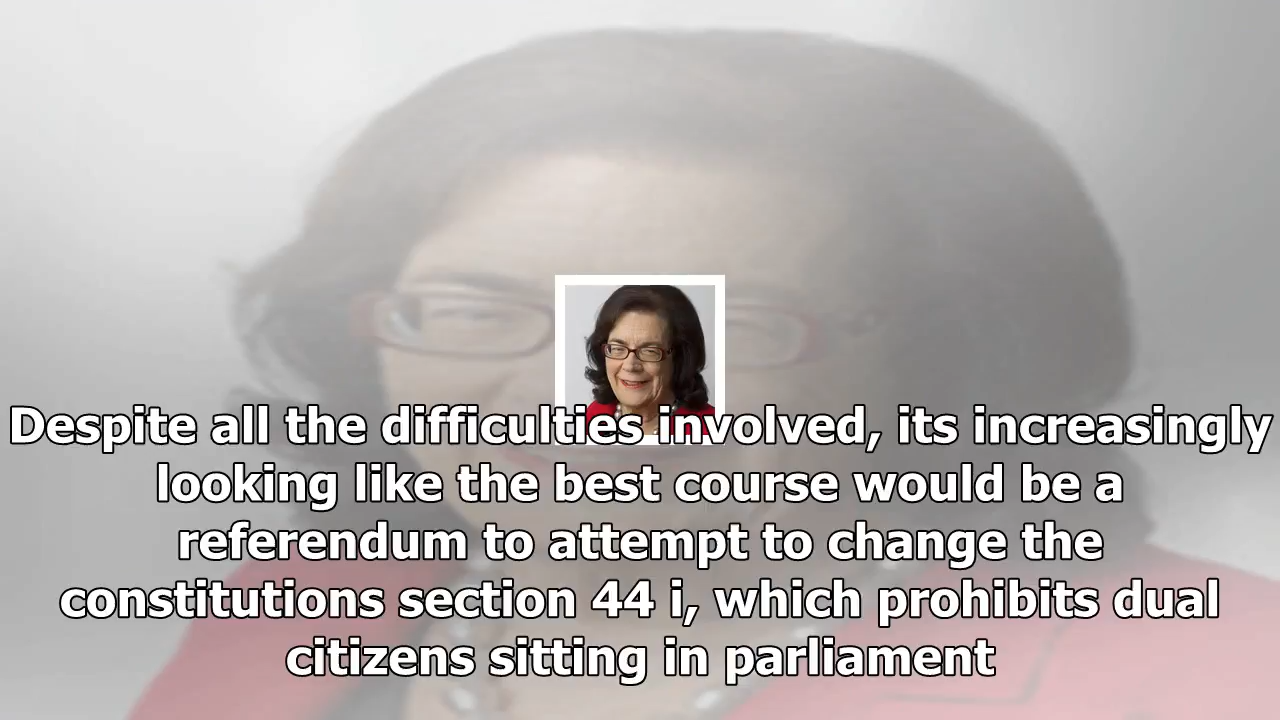 Despite all the difficulties involved, its increasingly
looking like the best course would be a
referendum to attempt to change the
constitutions section 44 i, which prohibits dual
citizens sitting in parliament